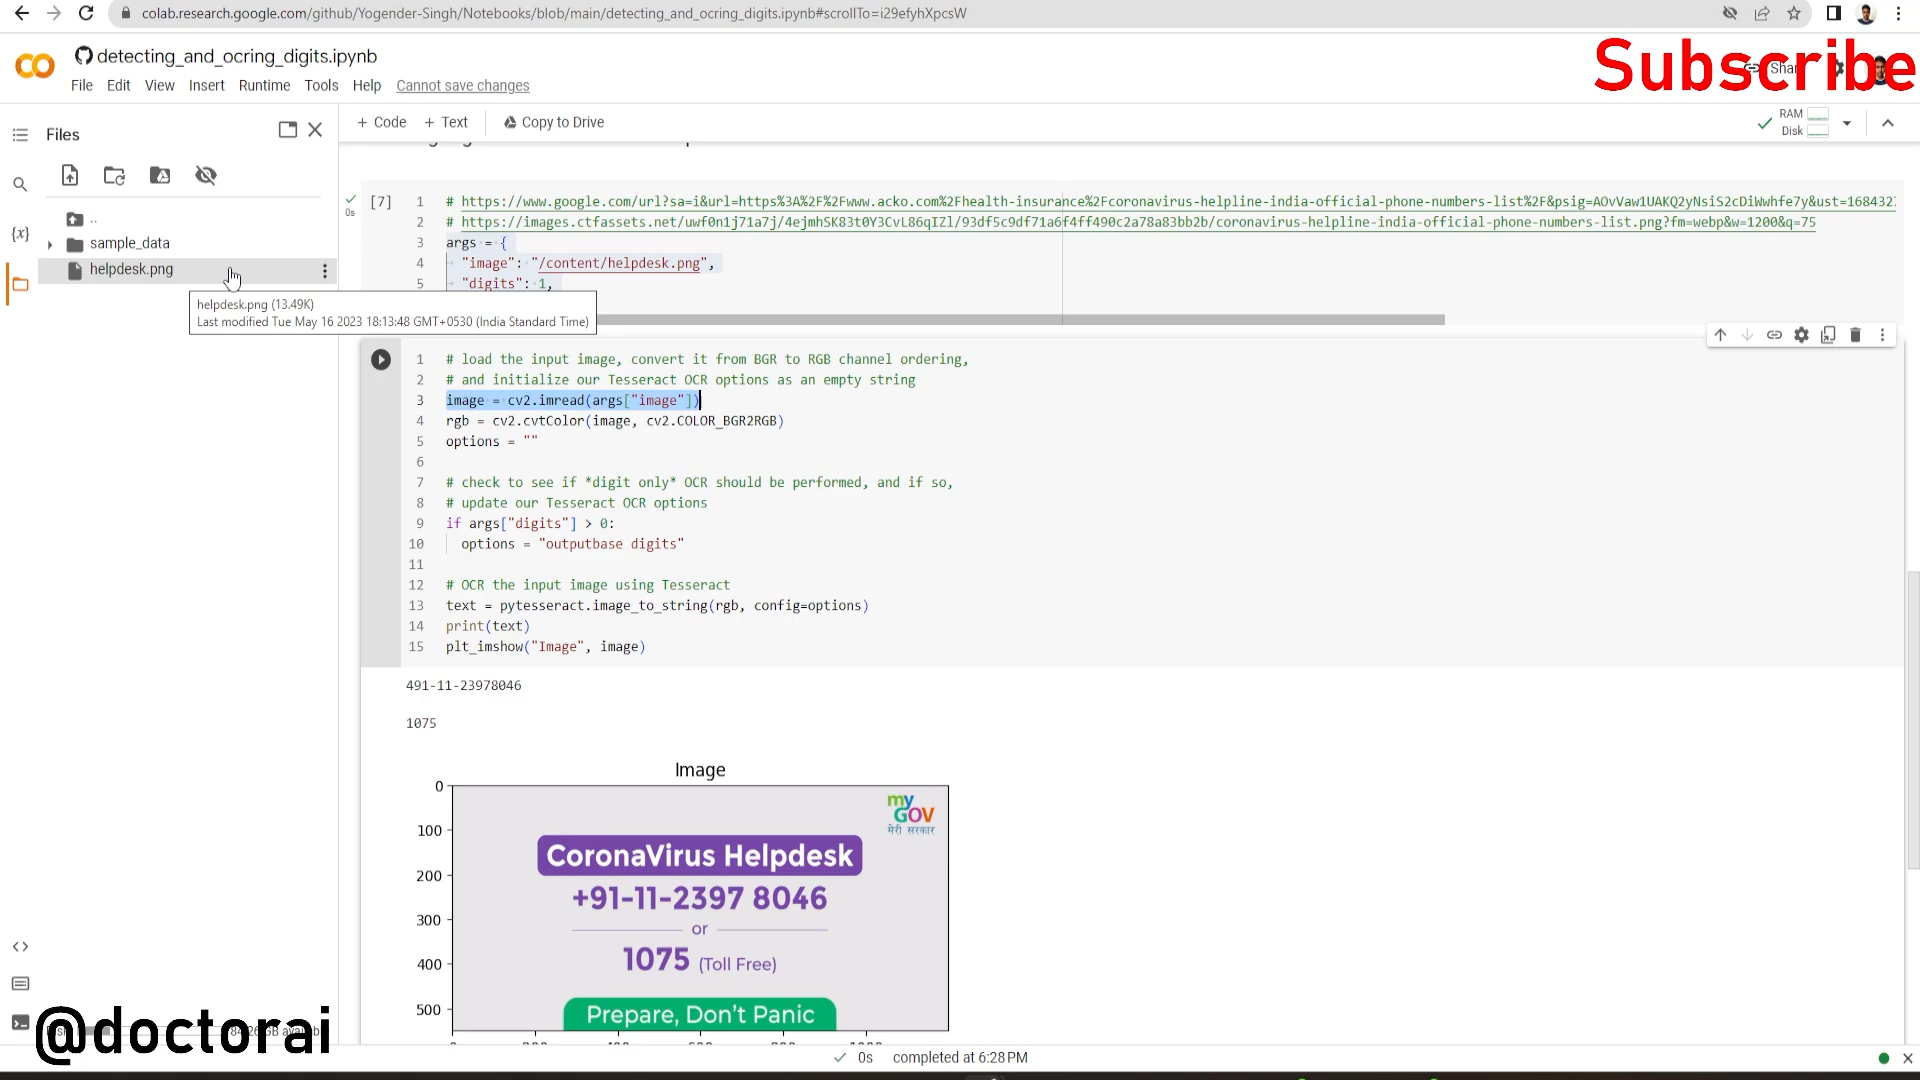 colab.research.google.com/github/Yogender-Singh/Notebooks/blob/main/detecting_and_ocring_digits.ipynb#scrollTo=i29efyhXpcsW
detecting_and_ocring_digits.ipynb
File Edit View Insert Runtime Tools Help Cannot save changes
Subscribe
Files
+ Code + Text Copy to Drive
RAM
Disk
..
sample_data
helpdesk.png
helpdesk.png (13.49K)
Last modified Tue May 16 2023 18:13:48 GMT+0530 (India Standard Time)
0s
[7]
1 # https://www.google.com/url?sa=i&url=https%3A%2F%2Fwww.acko.com%2Fhealth-insurance%2Fcoronavirus-helpline-india-official-phone-numbers-list%2F&psig=AOvVaw1UAKQ2yNsiS2cDiWwhfe7y&ust=1684327
2 # https://images.ctfassets.net/uwf0n1j71a7j/4ejmhSK83t0Y3CvL86qIZl/93df5c9df71a6f4ff490c2a78a83bb2b/coronavirus-helpline-india-official-phone-numbers-list.png?fm=webp&w=1200&q=75
3 args = {
4 "image": "/content/helpdesk.png",
5 "digits": 1,
1 # load the input image, convert it from BGR to RGB channel ordering,
2 # and initialize our Tesseract OCR options as an empty string
3 image = cv2.imread(args["image"])
4 rgb = cv2.cvtColor(image, cv2.COLOR_BGR2RGB)
5 options = ""
6
7 # check to see if *digit only* OCR should be performed, and if so,
8 # update our Tesseract OCR options
9 if args["digits"] > 0:
10 options = "outputbase digits"
11
12 # OCR the input image using Tesseract
13 text = pytesseract.image_to_string(rgb, config=options)
14 print(text)
15 plt_imshow("Image", image)
491-11-23978046
1075
Image
0
100
200
300
400
500
my
GOV
मेरी सरकार
CoronaVirus Helpdesk
+91-11-2397 8046
or
1075 (Toll Free)
Prepare, Don't Panic
@doctorai
0s completed at 6:28 PM